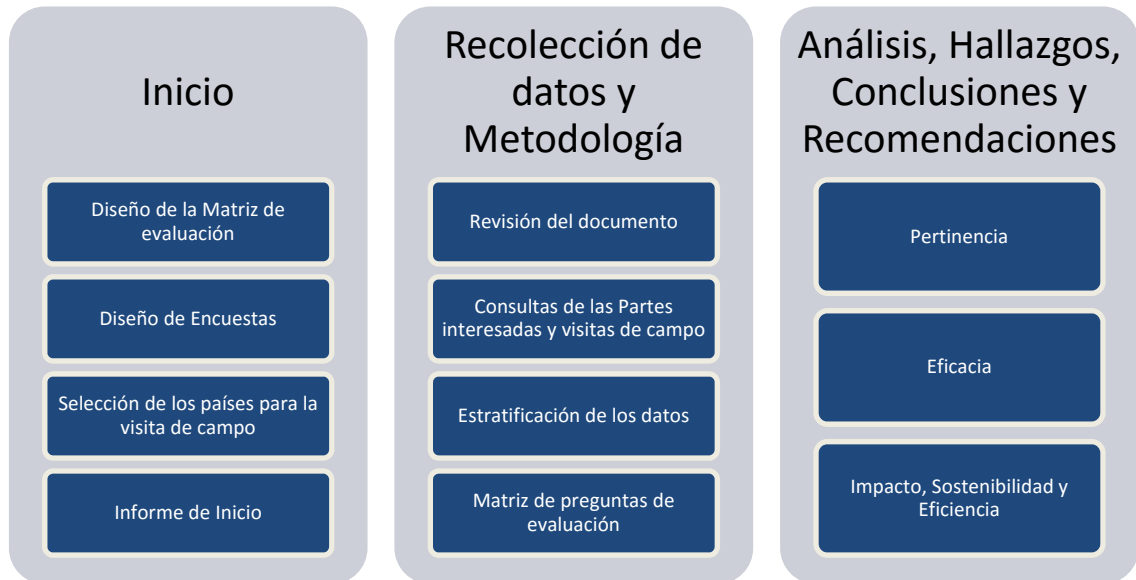 Inicio
Diseño de la Matriz de
evaluación
Diseño de Encuestas
Selección de los países para la
visita de campo
Informe de Inicio
Recolección de
datos y
Metodología
Revisión del documento
Consultas de las Partes
interesadas y visitas de campo
Estratificación de los datos
Matriz de preguntas de
evaluación
Análisis, Hallazgos,
Conclusiones y
Recomendaciones
Pertinencia
Eficacia
Impacto, Sostenibilidad y
Eficiencia